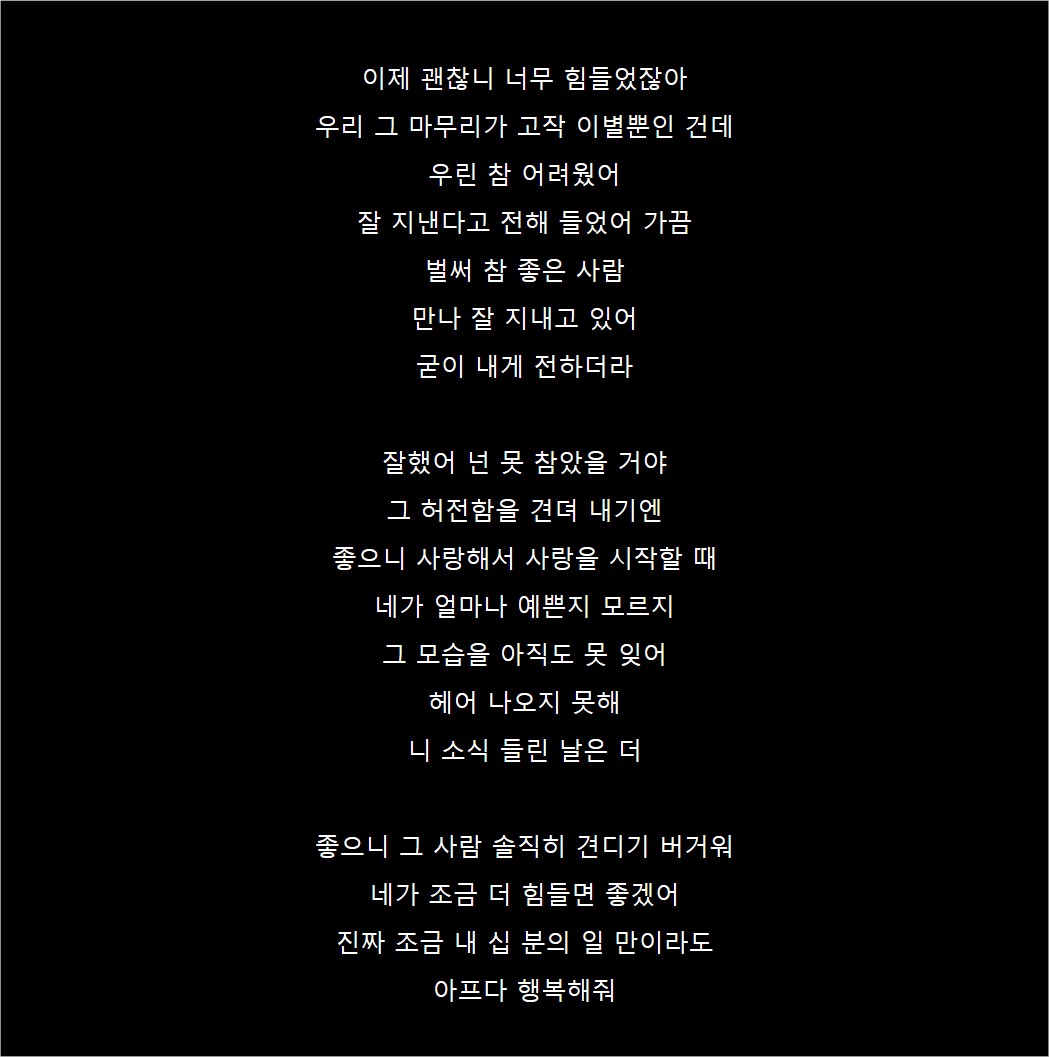 이제 괜찮니 너무 힘들었잖아
우리 그 마무리가 고작 이별뿐인 건데
우린 참 어려웠어
잘 지낸다고 전해 들었어 가끔
벌써 참 좋은 사람
만나 잘 지내고 있어
굳이 내게 전하더라

잘했어 넌 못 참았을 거야
그 허전함을 견뎌 내기엔
좋으니 사랑해서 사랑을 시작할 때
네가 얼마나 예쁜지 모르지
그 모습을 아직도 못 잊어
헤어 나오지 못해
니 소식 들린 날은 더

좋으니 그 사람 솔직히 견디기 버거워
네가 조금 더 힘들면 좋겠어
진짜 조금 내 십 분의 일 만이라도
아프다 행복해줘